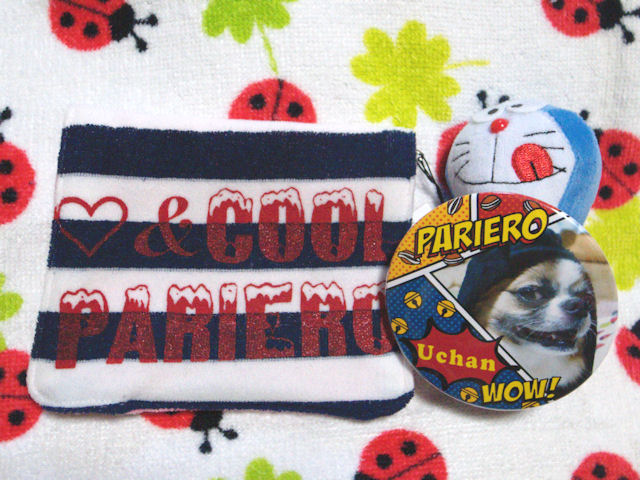 ♡ & COOL
PARIERO
PARIERO
Uchan
WOW!